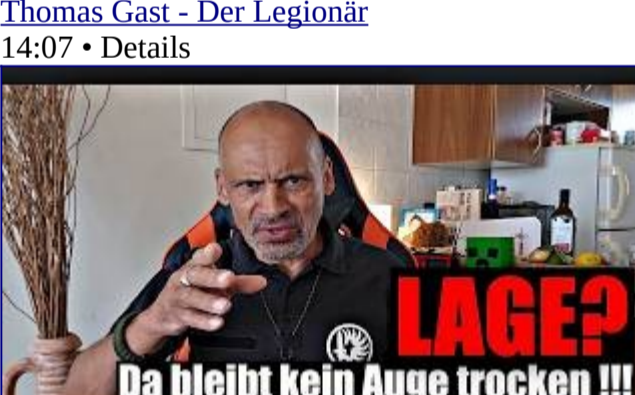 Thomas Gast - Der Legionär
14:07 • Details
LAGE?
Da bleibt kein Auge trocken !!!